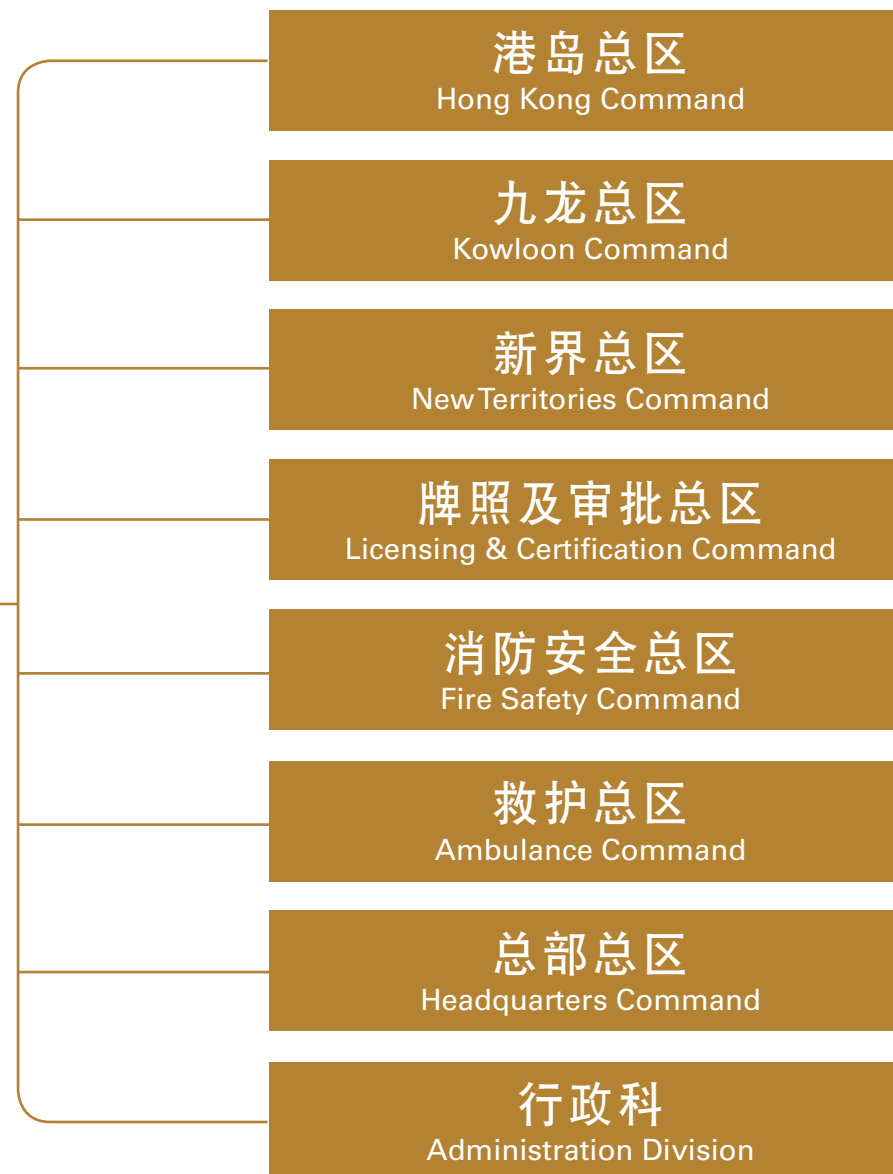 港岛总区
Hong Kong Command
九龙总区
Kowloon Command
新界总区
New Territories Command
牌照及审批总区
Licensing & Certification Command
消防安全总区
Fire Safety Command
救护总区
Ambulance Command
总部总区
Headquarters Command
行政科
Administration Division